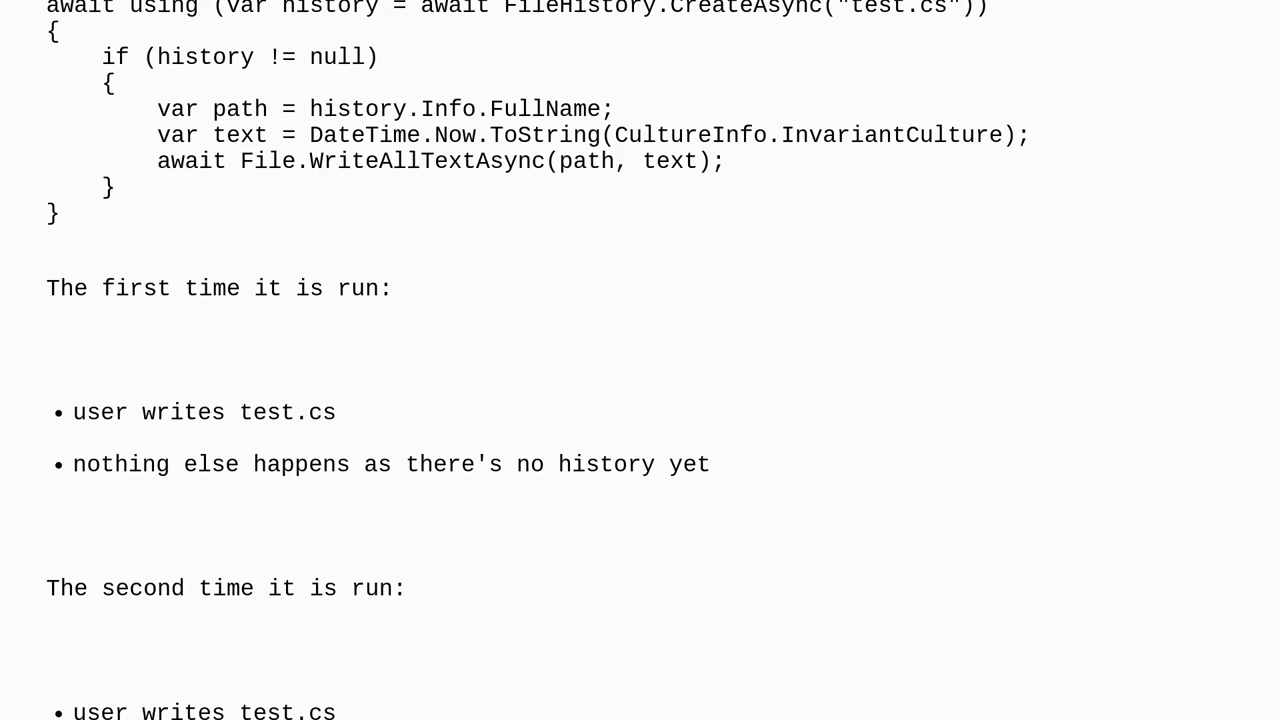 await using (var history = await FileHistory.CreateAsync("test.cs"))
{
    if (history != null)
    {
        var path = history.Info.FullName;
        var text = DateTime.Now.ToString(CultureInfo.InvariantCulture);
        await File.WriteAllTextAsync(path, text);
    }
}
The first time it is run:
• user writes test.cs
• nothing else happens as there's no history yet
The second time it is run:
• user writes test.cs